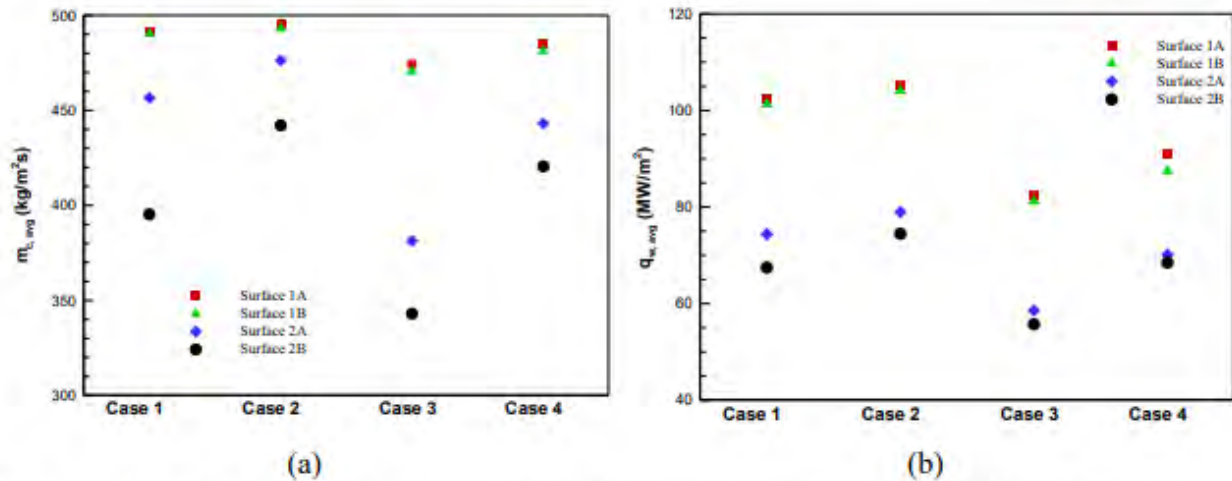 500
450
400
350
300
m_t, avg (kg/m²s)
Surface 1A
Surface 1B
Surface 2A
Surface 2B
Case 1 Case 2 Case 3 Case 4
(a)
120
100
80
60
40
q_w, avg (MW/m²)
Surface 1A
Surface 1B
Surface 2A
Surface 2B
Case 1 Case 2 Case 3 Case 4
(b)